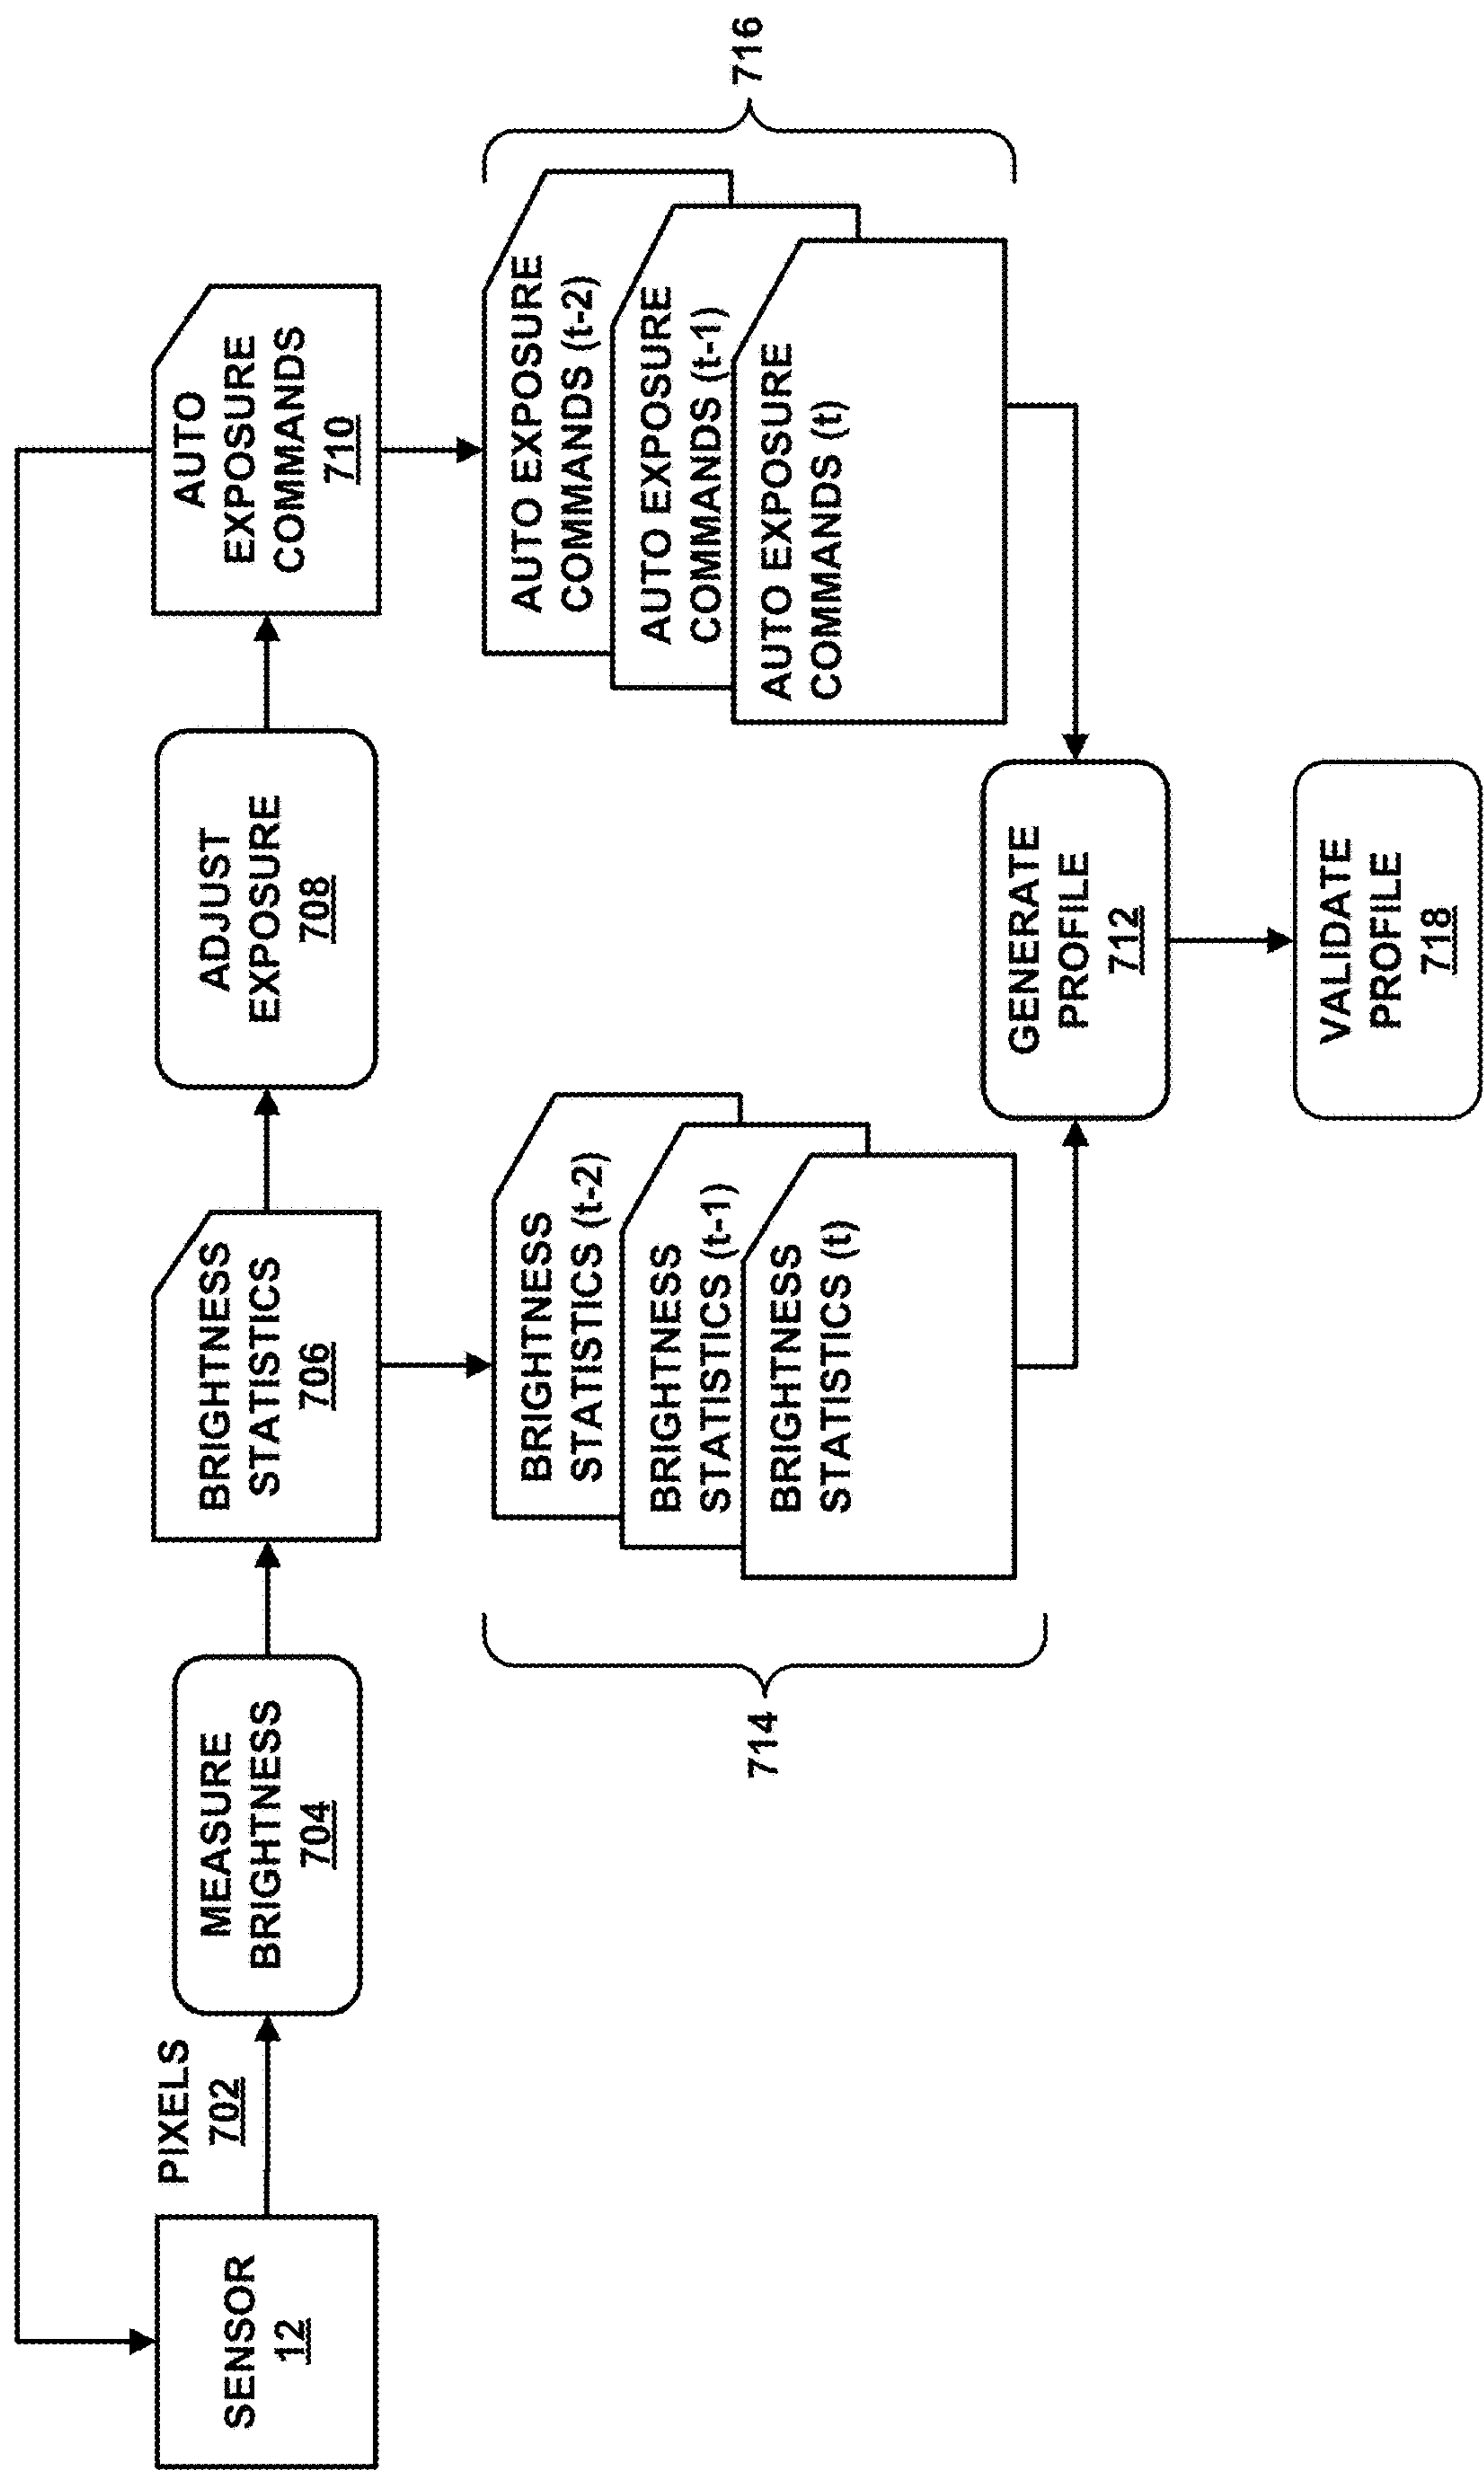 SENSOR
12
PIXELS
702
MEASURE
BRIGHTNESS
704
BRIGHTNESS
STATISTICS
706
ADJUST
EXPOSURE
708
AUTO
EXPOSURE
COMMANDS
710
714
BRIGHTNESS
STATISTICS (t-2)
BRIGHTNESS
STATISTICS (t-1)
BRIGHTNESS
STATISTICS (t)
AUTO EXPOSURE
COMMANDS (t-2)
AUTO EXPOSURE
COMMANDS (t-1)
AUTO EXPOSURE
COMMANDS (t)
716
GENERATE
PROFILE
712
VALIDATE
PROFILE
718